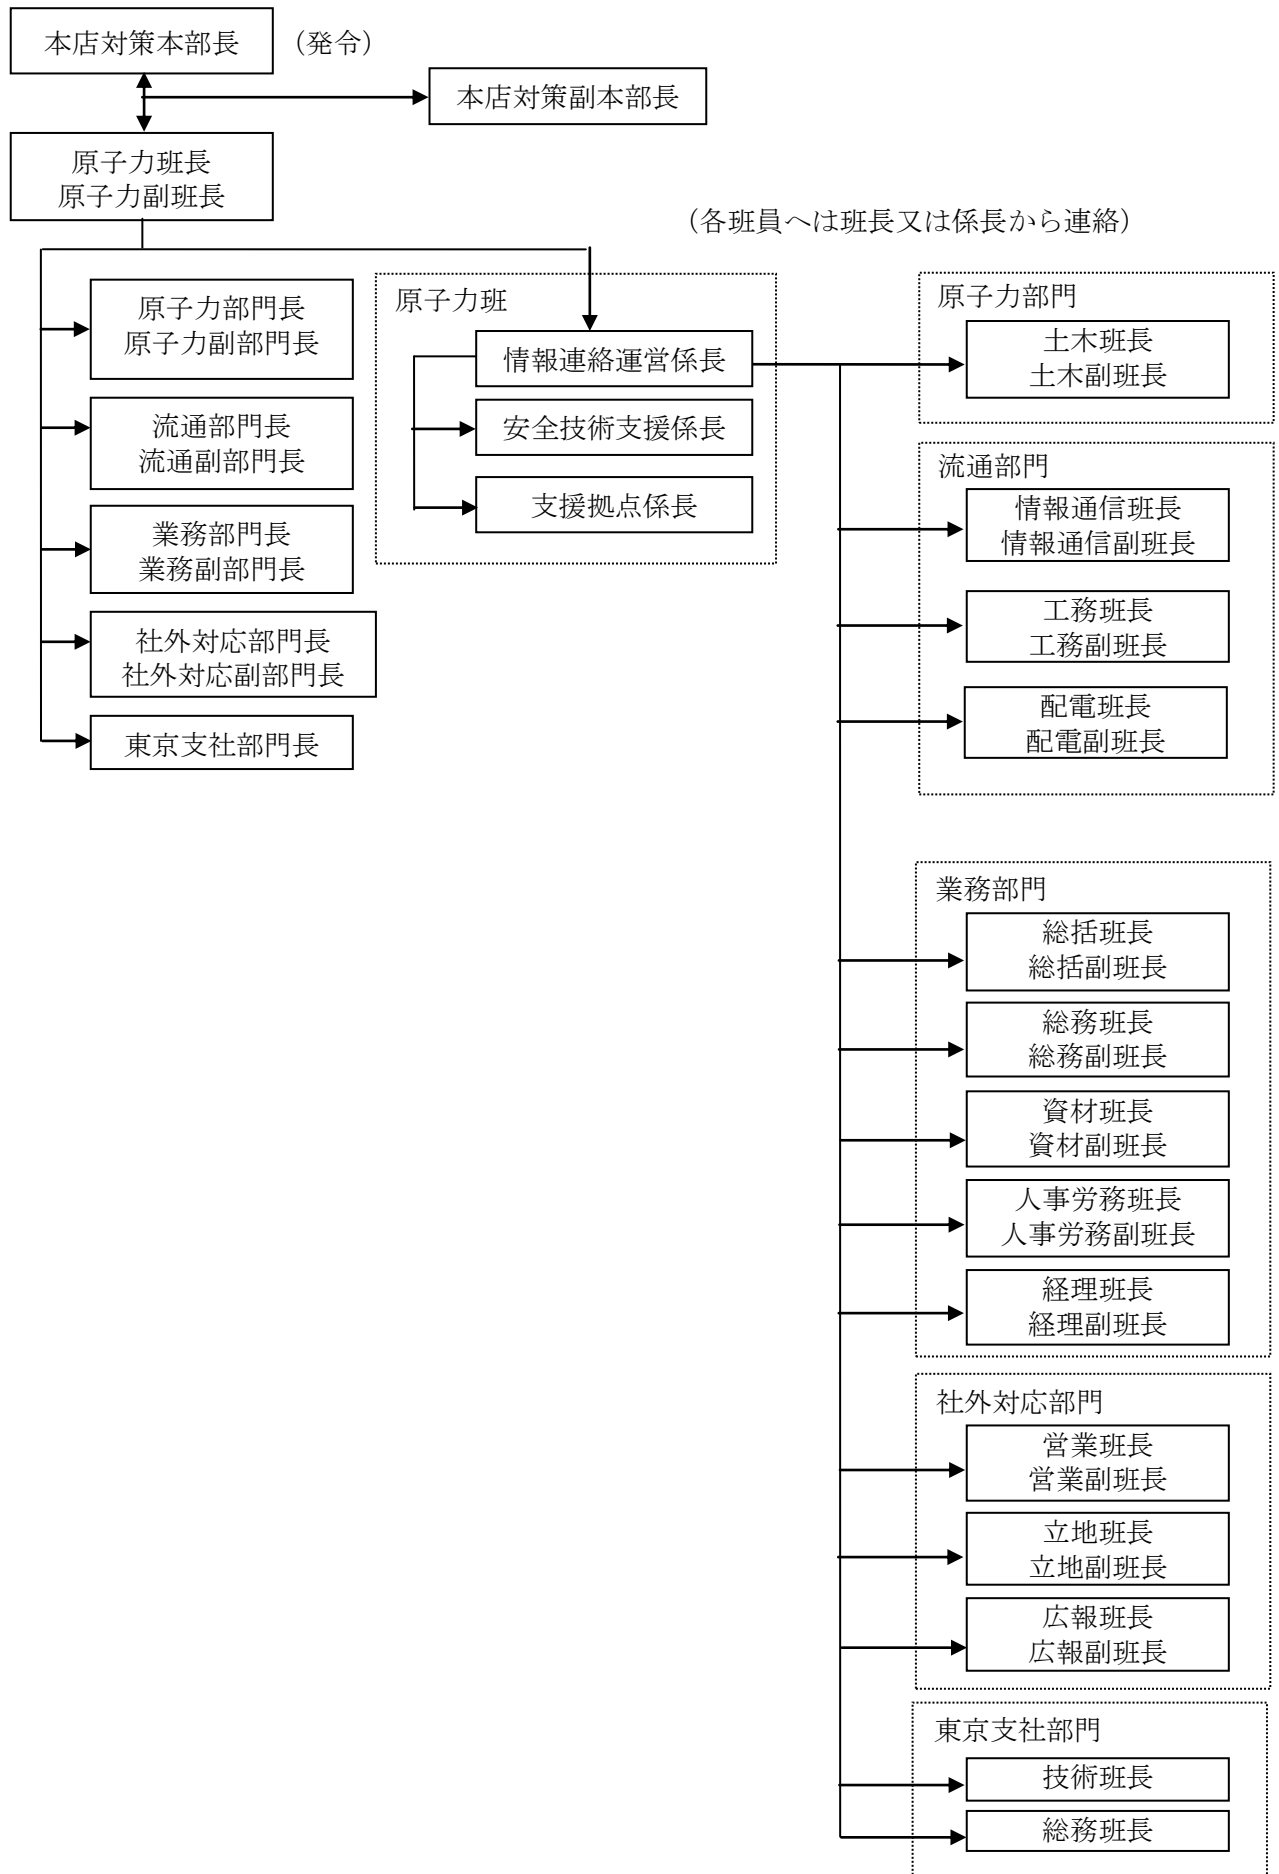 本店対策本部長
（発令）
本店対策副本部長
原子力班長
原子力副班長
（各班員へは班長又は係長から連絡）
原子力部門長
原子力副部門長
流通部門長
流通副部門長
業務部門長
業務副部門長
社外対応部門長
社外対応副部門長
東京支社部門長
原子力班
情報連絡運営係長
安全技術支援係長
支援拠点係長
原子力部門
土木班長
土木副班長
流通部門
情報通信班長
情報通信副班長
工務班長
工務副班長
配電班長
配電副班長
業務部門
総括班長
総括副班長
総務班長
総務副班長
資材班長
資材副班長
人事労務班長
人事労務副班長
経理班長
経理副班長
社外対応部門
営業班長
営業副班長
立地班長
立地副班長
広報班長
広報副班長
東京支社部門
技術班長
総務班長